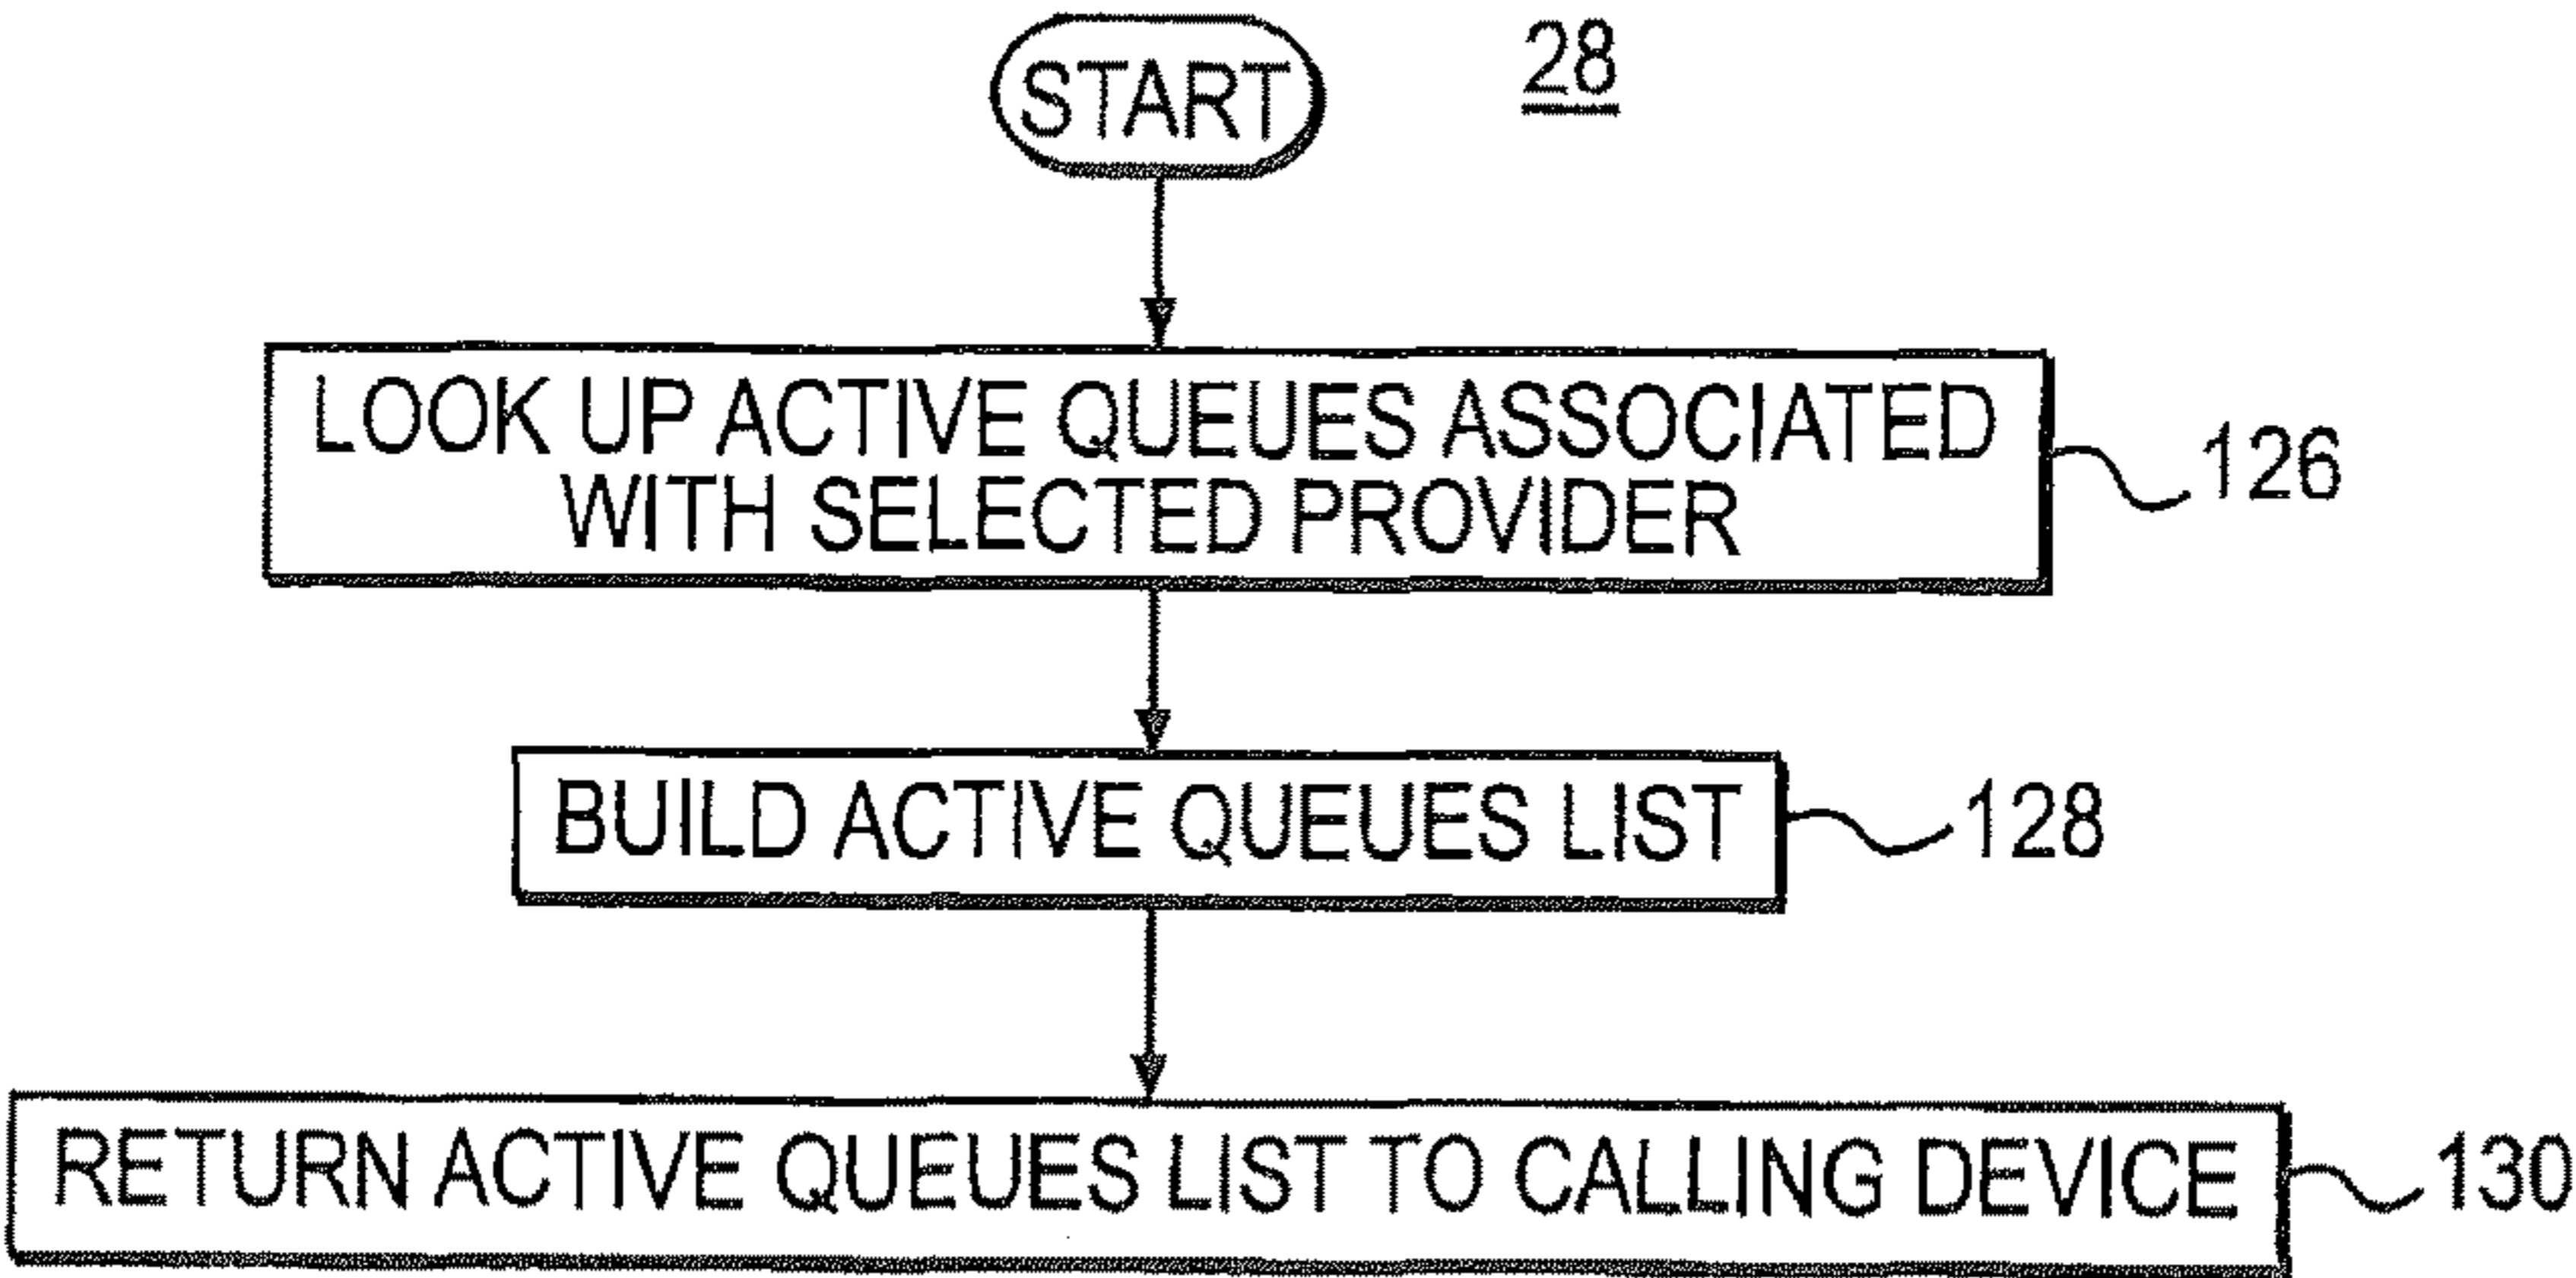 START
28
LOOK UP ACTIVE QUEUES ASSOCIATED
WITH SELECTED PROVIDER
126
BUILD ACTIVE QUEUES LIST
128
RETURN ACTIVE QUEUES LIST TO CALLING DEVICE
130